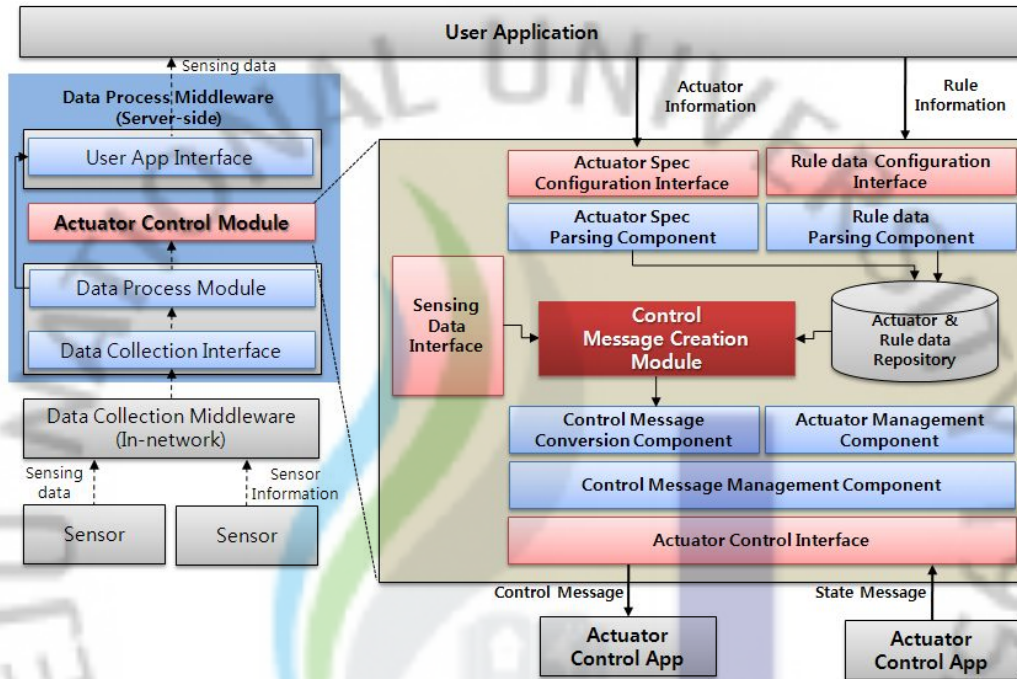 User Application
Sensing data
Data Process Middleware
(Server-side)
User App Interface
Actuator Control Module
Data Process Module
Data Collection Interface
Data Collection Middleware
(In-network)
Sensing
data
Sensor
Information
Sensor
Sensor
Actuator
Information
Rule
Information
Actuator Spec
Configuration Interface
Rule data Configuration
Interface
Actuator Spec
Parsing Component
Rule data
Parsing Component
Sensing
Data
Interface
Control
Message Creation
Module
Actuator &
Rule data
Repository
Control Message
Conversion Component
Actuator Management
Component
Control Message Management Component
Actuator Control Interface
Control Message
State Message
Actuator
Control App
Actuator
Control App
NATIONAL UNIVERSITY